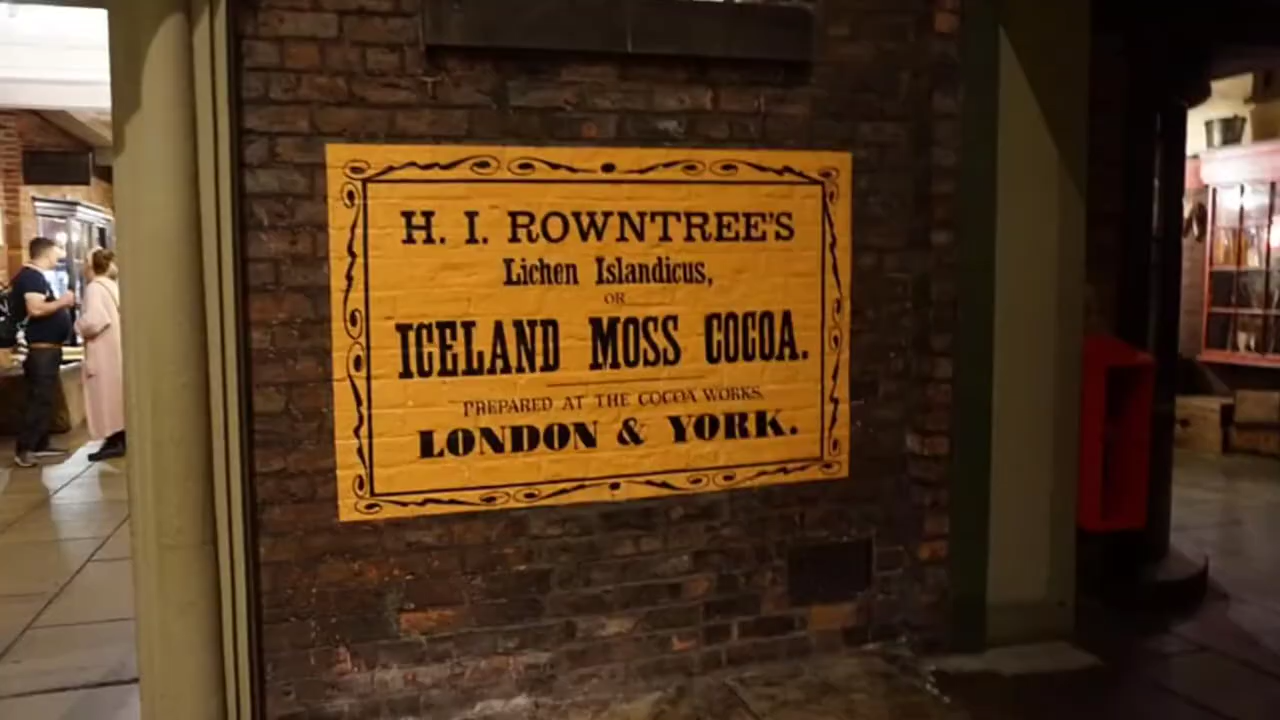 H. I. ROWNTREE'S
Lichen Islandicus,
OR
ICELAND MOSS COCOA.
PREPARED AT THE COCOA WORKS,
LONDON & YORK.